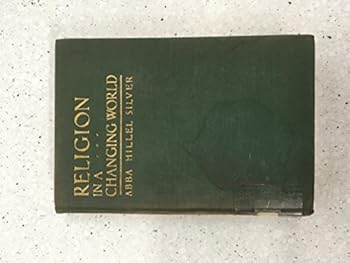 RELIGION
IN A . . .
CHANGING WORLD
ABBA HILLEL SILVER